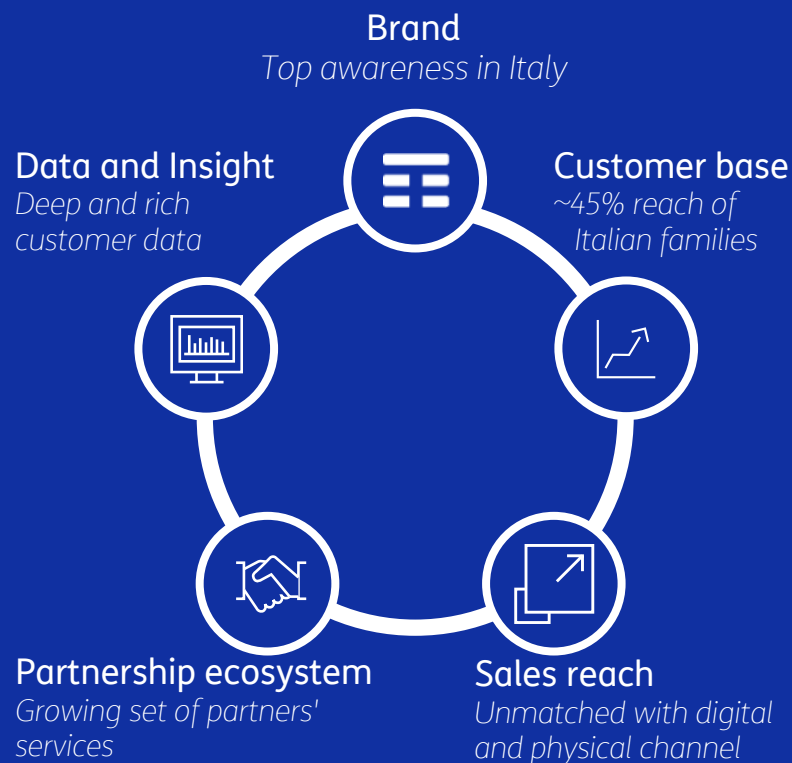 Brand
Top awareness in Italy
Data and Insight
Deep and rich
customer data
Customer base
~45% reach of
Italian families
Partnership ecosystem
Growing set of partners'
services
Sales reach
Unmatched with digital
and physical channel